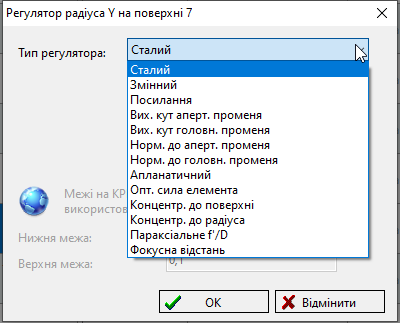 Регулятор радіуса Y на поверхні 7
Тип регулятора:
Сталий
Сталий
Змінний
Посилання
Вих. кут аперт. променя
Вих. кут головн. променя
Норм. до аперт. променя
Норм. до головн. променя
Апланатичний
Опт. сила елемента
Концентр. до поверхні
Концентр. до радіуса
Параксіальне f'/D
Фокусна відстань
Межі на КР
використов
Нижня межа:
Верхня межа:
0,1
ОК
Відмінити